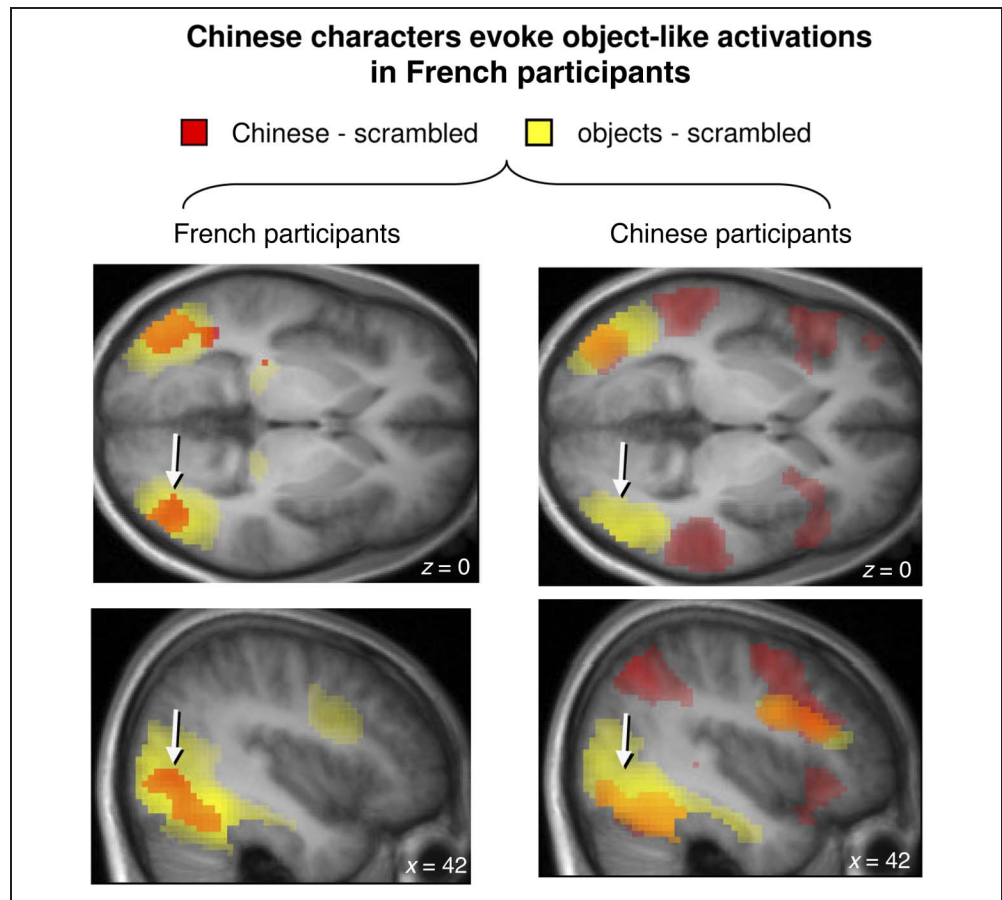 Chinese characters evoke object-like activations
in French participants
Chinese - scrambled objects - scrambled
French participants Chinese participants
z = 0 z = 0
x = 42 x = 42